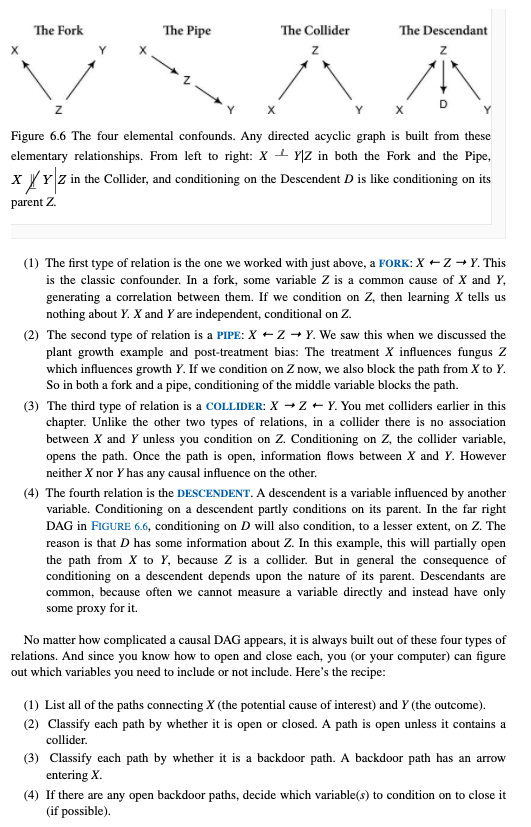 The Fork The Pipe The Collider The Descendant
X Y X Z Z
Z
Z Y X Y X D Y
Figure 6.6 The four elemental confounds. Any directed acyclic graph is built from these
elementary relationships. From left to right: X ⊥ Y|Z in both the Fork and the Pipe,
X ⊥̸ Y|Z in the Collider, and conditioning on the Descendent D is like conditioning on its
parent Z.
(1) The first type of relation is the one we worked with just above, a FORK: X ← Z → Y. This
is the classic confounder. In a fork, some variable Z is a common cause of X and Y,
generating a correlation between them. If we condition on Z, then learning X tells us
nothing about Y. X and Y are independent, conditional on Z.
(2) The second type of relation is a PIPE: X ← Z → Y. We saw this when we discussed the
plant growth example and post-treatment bias: The treatment X influences fungus Z
which influences growth Y. If we condition on Z now, we also block the path from X to Y.
So in both a fork and a pipe, conditioning of the middle variable blocks the path.
(3) The third type of relation is a COLLIDER: X → Z ← Y. You met colliders earlier in this
chapter. Unlike the other two types of relations, in a collider there is no association
between X and Y unless you condition on Z. Conditioning on Z, the collider variable,
opens the path. Once the path is open, information flows between X and Y. However
neither X nor Y has any causal influence on the other.
(4) The fourth relation is the DESCENDENT. A descendent is a variable influenced by another
variable. Conditioning on a descendent partly conditions on its parent. In the far right
DAG in FIGURE 6.6, conditioning on D will also condition, to a lesser extent, on Z. The
reason is that D has some information about Z. In this example, this will partially open
the path from X to Y, because Z is a collider. But in general the consequence of
conditioning on a descendent depends upon the nature of its parent. Descendants are
common, because often we cannot measure a variable directly and instead have only
some proxy for it.
No matter how complicated a causal DAG appears, it is always built out of these four types of
relations. And since you know how to open and close each, you (or your computer) can figure
out which variables you need to include or not include. Here's the recipe:
(1) List all of the paths connecting X (the potential cause of interest) and Y (the outcome).
(2) Classify each path by whether it is open or closed. A path is open unless it contains a
collider.
(3) Classify each path by whether it is a backdoor path. A backdoor path has an arrow
entering X.
(4) If there are any open backdoor paths, decide which variable(s) to condition on to close it
(if possible).